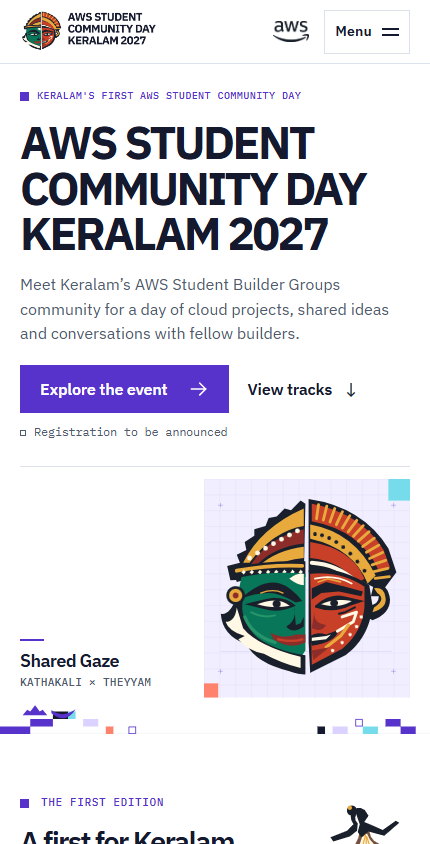 AWS STUDENT
COMMUNITY DAY
KERALAM 2027
aws
Menu
KERALAM'S FIRST AWS STUDENT COMMUNITY DAY
AWS STUDENT
COMMUNITY DAY
KERALAM 2027
Meet Keralam’s AWS Student Builder Groups
community for a day of cloud projects, shared ideas
and conversations with fellow builders.
Explore the event →
View tracks ↓
Registration to be announced
Shared Gaze
KATHAKALI × THEYYAM
THE FIRST EDITION
A first for Keralam